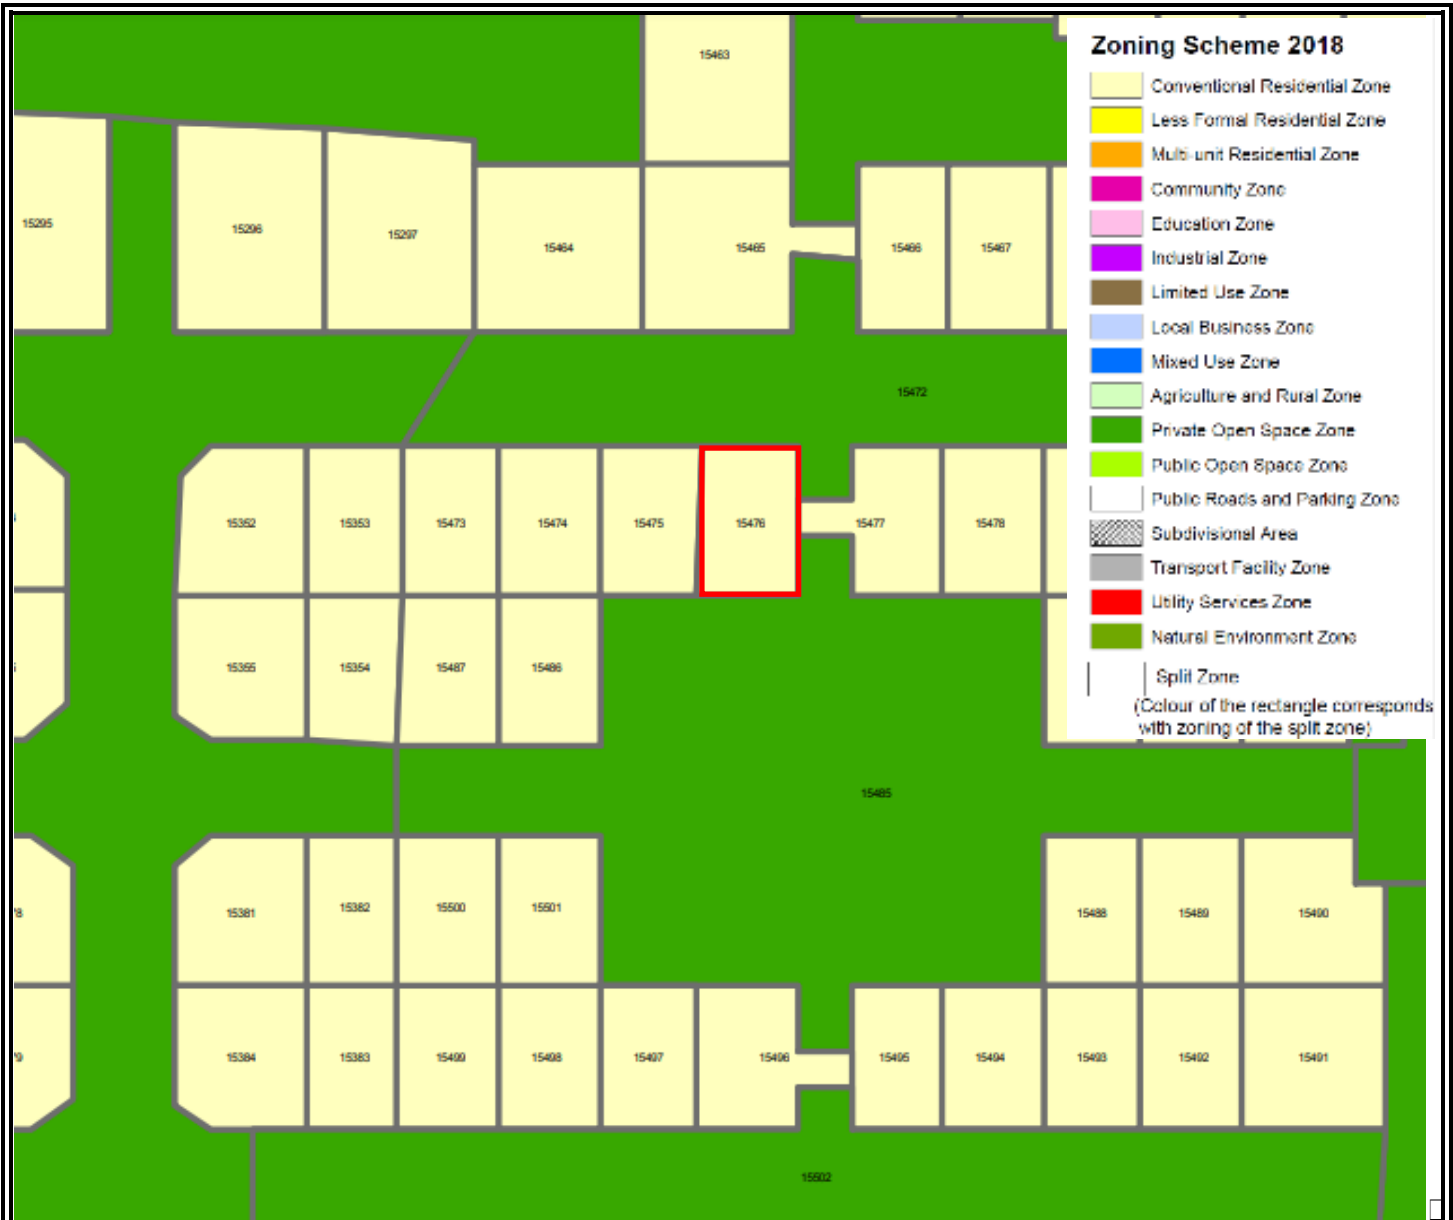 Zoning Scheme 2018
Conventional Residential Zone
Less Formal Residential Zone
Multi-unit Residential Zone
Community Zone
Education Zone
Industrial Zone
Limited Use Zone
Local Business Zone
Mixed Use Zone
Agriculture and Rural Zone
Private Open Space Zone
Public Open Space Zone
Public Roads and Parking Zone
Subdivisional Area
Transport Facility Zone
Utility Services Zone
Natural Environment Zone
Split Zone
(Colour of the rectangle corresponds
with zoning of the split zone)
15463
15295
15296
15297
15464
15465
15466
15467
15472
15352
15353
15473
15474
15475
15476
15477
15478
15355
15354
15487
15486
15485
15381
15382
15500
15501
15488
15489
15490
15384
15383
15499
15498
15497
15496
15495
15494
15493
15492
15491
15502